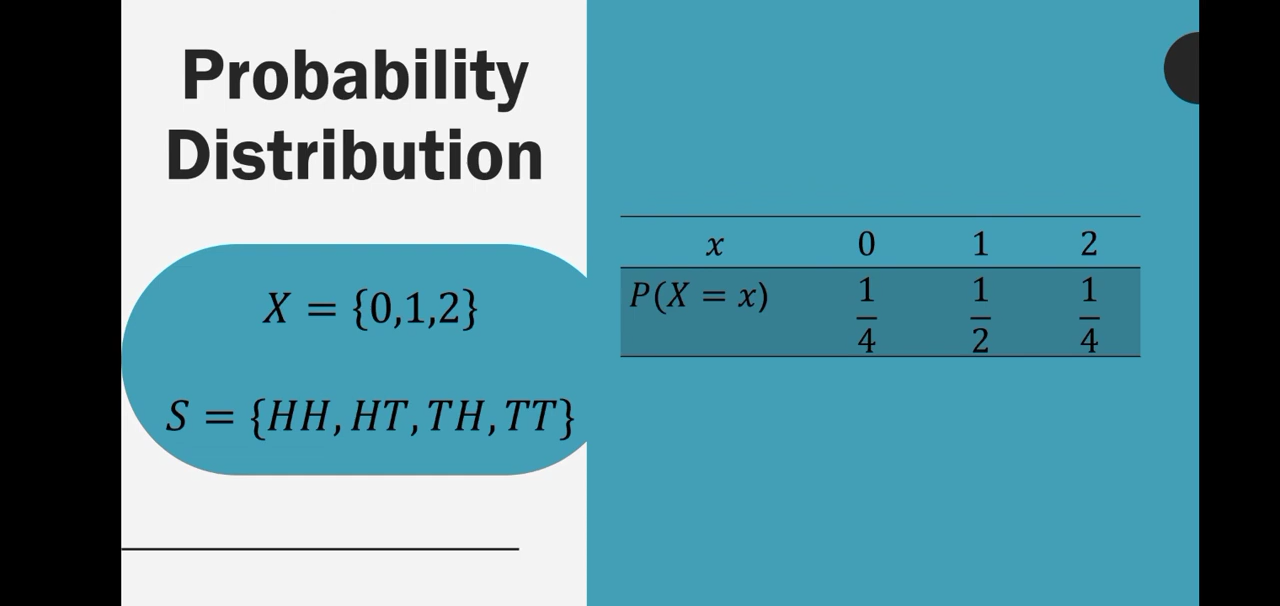 Probability
Distribution
X = {0,1,2}
S = {HH, HT, TH, TT}
x 0 1 2
P(X = x) 1/4 1/2 1/4